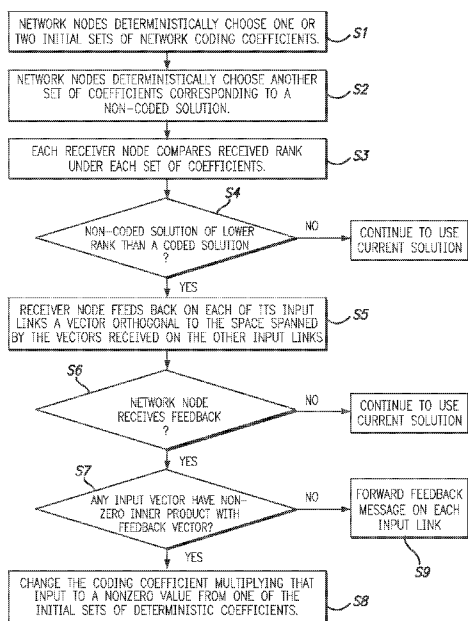 NETWORK NODES DETERMINISTICALLY CHOOSE ONE OR
TWO INITIAL SETS OF NETWORK CODING COEFFICIENTS.
S1
NETWORK NODES DETERMINISTICALLY CHOOSE ANOTHER
SET OF COEFFICIENTS CORRESPONDING TO A
NON-CODED SOLUTION.
S2
EACH RECEIVER NODE COMPARES RECEIVED RANK
UNDER EACH SET OF COEFFICIENTS.
S3
S4
NON-CODED SOLUTION OF LOWER
RANK THAN A CODED SOLUTION
?
NO
CONTINUE TO USE
CURRENT SOLUTION
YES
RECEIVER NODE FEEDS BACK ON EACH OF ITS INPUT
LINKS A VECTOR ORTHOGONAL TO THE SPACE SPANNED
BY THE VECTORS RECEIVED ON THE OTHER INPUT LINKS
S5
S6
NETWORK NODE
RECEIVES FEEDBACK
?
NO
CONTINUE TO USE
CURRENT SOLUTION
YES
S7
ANY INPUT VECTOR HAVE NON-
ZERO INNER PRODUCT WITH
FEEDBACK VECTOR?
NO
FORWARD FEEDBACK
MESSAGE ON EACH
INPUT LINK
S9
YES
CHANGE THE CODING COEFFICIENT MULTIPLYING THAT
INPUT TO A NONZERO VALUE FROM ONE OF THE
INITIAL SETS OF DETERMINISTIC COEFFICIENTS.
S8